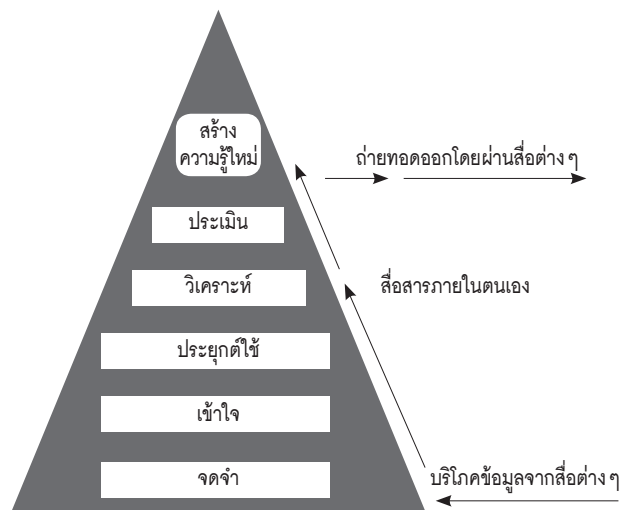 สร้าง
ความรู้ใหม่
ถ่ายทอดออกโดยผ่านสื่อต่าง ๆ
ประเมิน
วิเคราะห์
สื่อสารภายในตนเอง
ประยุกต์ใช้
เข้าใจ
จดจำ
บริโภคข้อมูลจากสื่อต่าง ๆ